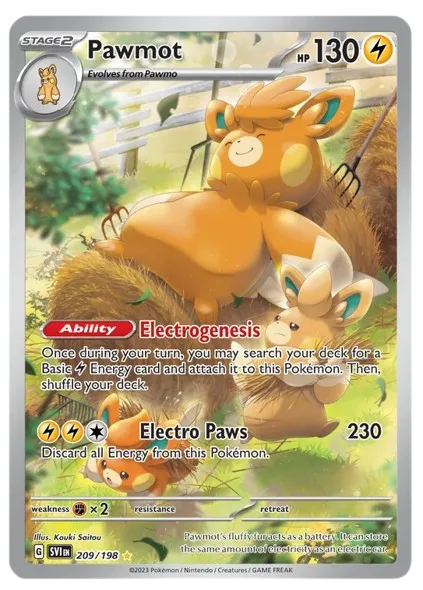 STAGE2 Pawmot HP 130
Evolves from Pawmo
Ability Electrogenesis
Once during your turn, you may search your deck for a
Basic Energy card and attach it to this Pokémon. Then,
shuffle your deck.
Electro Paws 230
Discard all Energy from this Pokémon.
weakness ×2 resistance retreat
Illus. Kouki Saitou
G SVI EN 209/198
Pawmot's fluffy fur acts as a battery. It can store
the same amount of electricity as an electric car.
©2023 Pokémon / Nintendo / Creatures / GAME FREAK